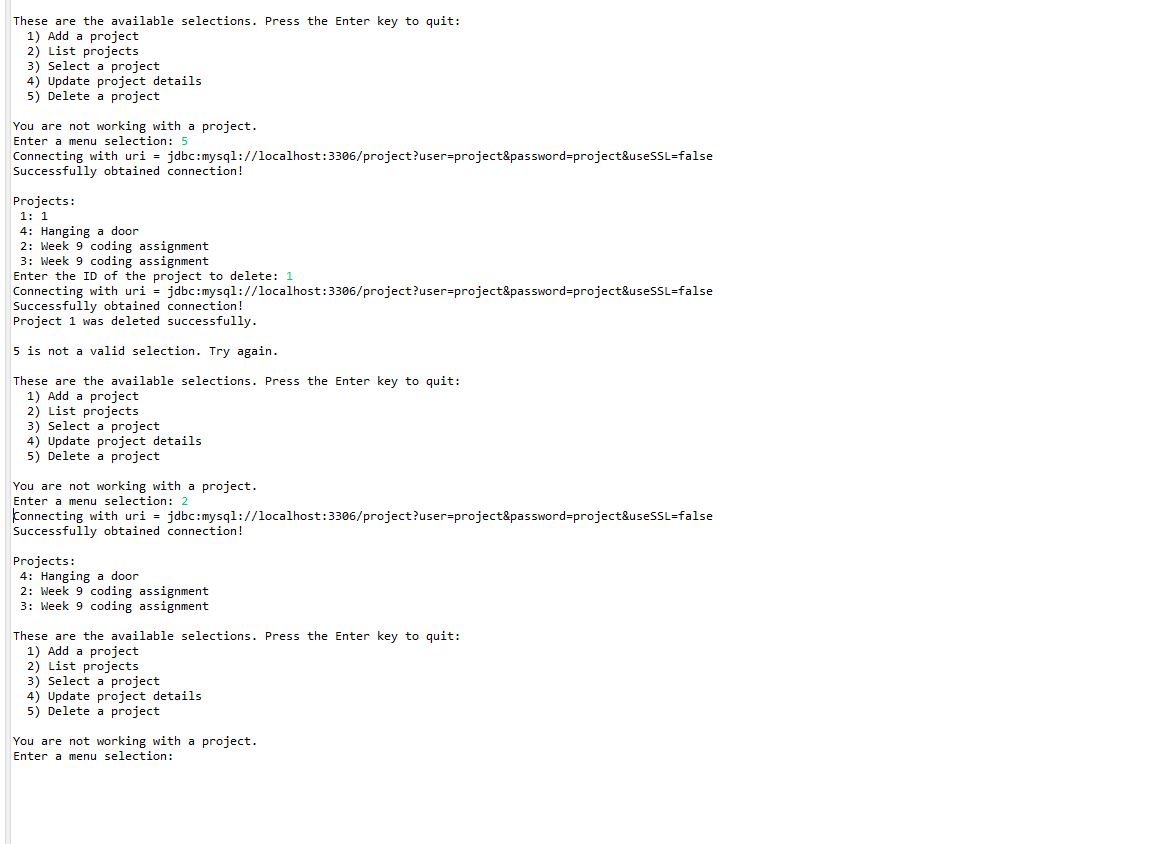 These are the available selections. Press the Enter key to quit:
  1) Add a project
  2) List projects
  3) Select a project
  4) Update project details
  5) Delete a project

You are not working with a project.
Enter a menu selection: 5
Connecting with uri = jdbc:mysql://localhost:3306/project?user=project&password=project&useSSL=false
Successfully obtained connection!

Projects:
 1: 1
 4: Hanging a door
 2: Week 9 coding assignment
 3: Week 9 coding assignment
Enter the ID of the project to delete: 1
Connecting with uri = jdbc:mysql://localhost:3306/project?user=project&password=project&useSSL=false
Successfully obtained connection!
Project 1 was deleted successfully.

5 is not a valid selection. Try again.

These are the available selections. Press the Enter key to quit:
  1) Add a project
  2) List projects
  3) Select a project
  4) Update project details
  5) Delete a project

You are not working with a project.
Enter a menu selection: 2
Connecting with uri = jdbc:mysql://localhost:3306/project?user=project&password=project&useSSL=false
Successfully obtained connection!

Projects:
 4: Hanging a door
 2: Week 9 coding assignment
 3: Week 9 coding assignment

These are the available selections. Press the Enter key to quit:
  1) Add a project
  2) List projects
  3) Select a project
  4) Update project details
  5) Delete a project

You are not working with a project.
Enter a menu selection: